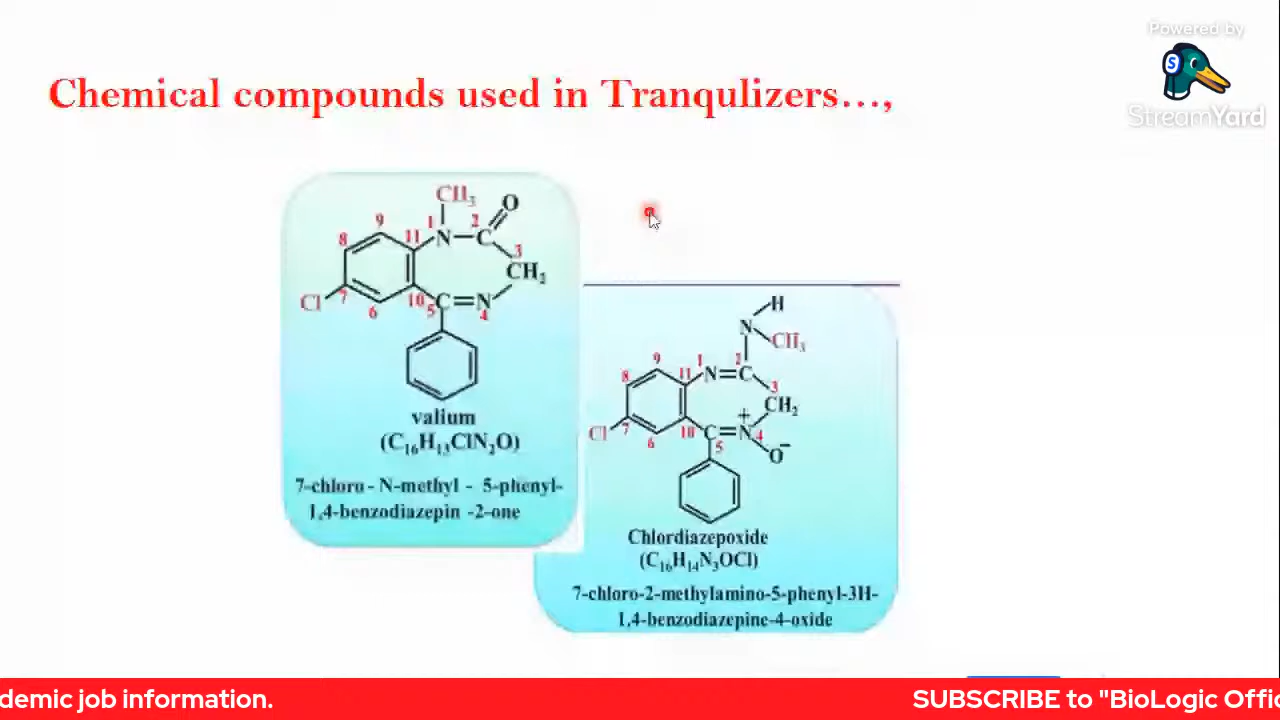 Powered by
StreamYard
Chemical compounds used in Tranqulizers…,
CH₃
O
9 1 2
8 11 N C 3
CH₂
Cl 7 10 C N
6 5 4
valium
(C₁₆H₁₃ClN₂O)
7-chloro - N-methyl - 5-phenyl-
1,4-benzodiazepin -2-one
H
N
CH₃
9 1 2
8 11 N C 3
CH₂
Cl 7 10 C N + 4
6 5 O⁻
Chlordiazepoxide
(C₁₆H₁₄N₃OCl)
7-chloro-2-methylamino-5-phenyl-3H-
1,4-benzodiazepine-4-oxide
demic job information. SUBSCRIBE to "BioLogic Offic